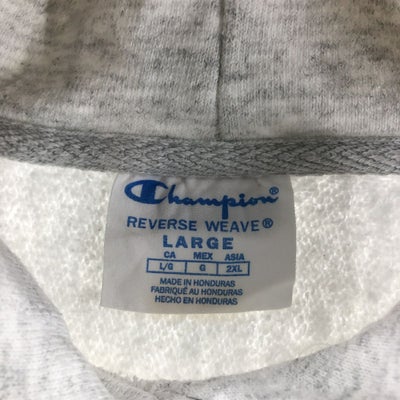 Champion®
REVERSE WEAVE®
LARGE
CA MEX ASIA
L/G G 2XL
MADE IN HONDURAS
FABRIQUÉ AU HONDURAS
HECHO EN HONDURAS